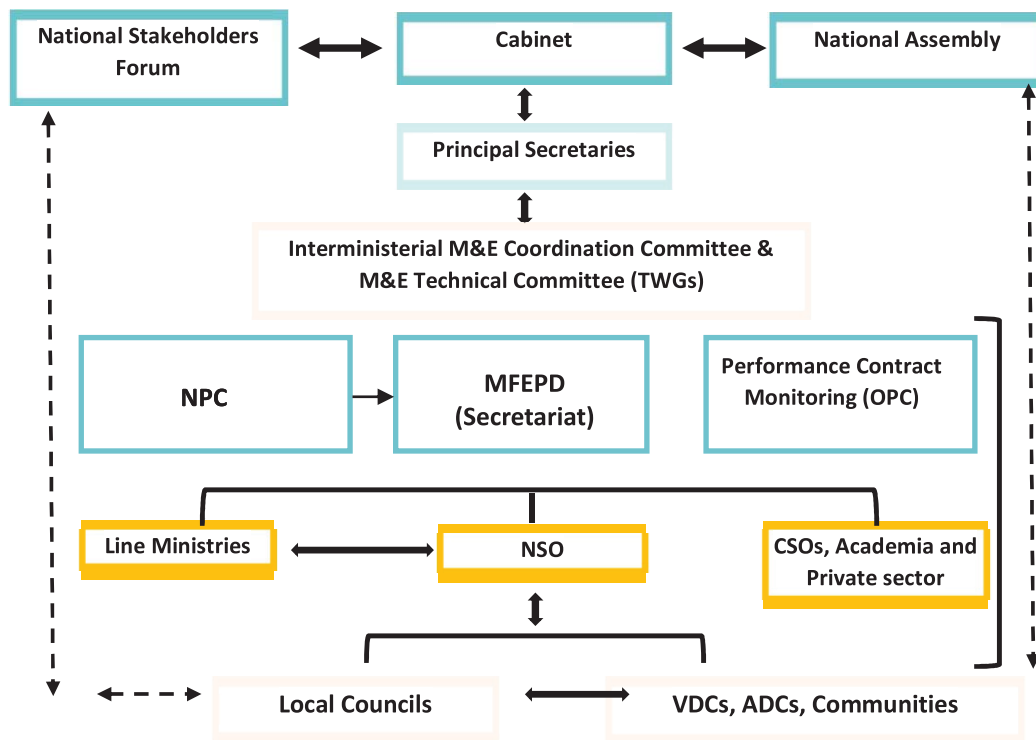 National Stakeholders
Forum
Cabinet
National Assembly
Principal Secretaries
Interministerial M&E Coordination Committee &
M&E Technical Committee (TWGs)
NPC
MFEPD
(Secretariat)
Performance Contract
Monitoring (OPC)
Line Ministries
NSO
CSOs, Academia and
Private sector
Local Councils
VDCs, ADCs, Communities